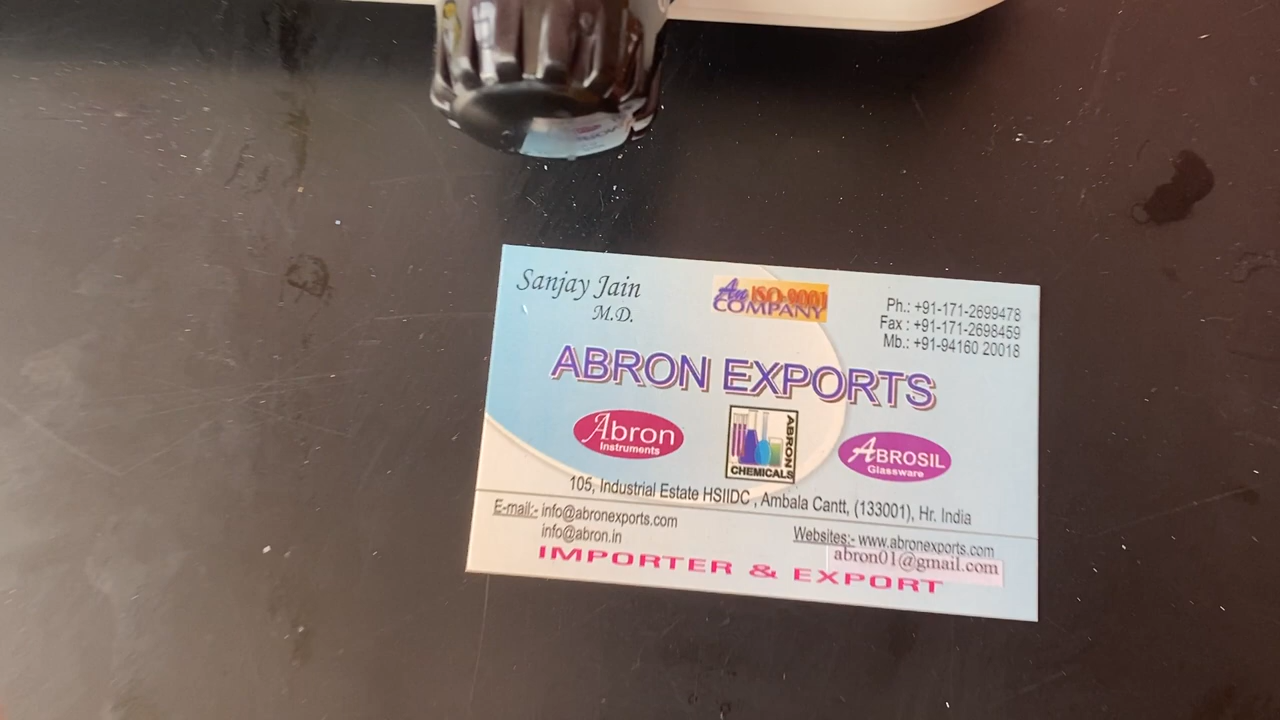 Sanjay Jain
M.D.
An ISO-9001
COMPANY
Ph.: +91-171-2699478
Fax : +91-171-2698459
Mb.: +91-94160 20018
ABRON EXPORTS
Abron
Instruments
ABRON
CHEMICALS
ABROSIL
Glassware
105, Industrial Estate HSIIDC , Ambala Cantt, (133001), Hr. India
E-mail:- info@abronexports.com
info@abron.in
Websites:- www.abronexports.com
abron01@gmail.com
IMPORTER & EXPORT